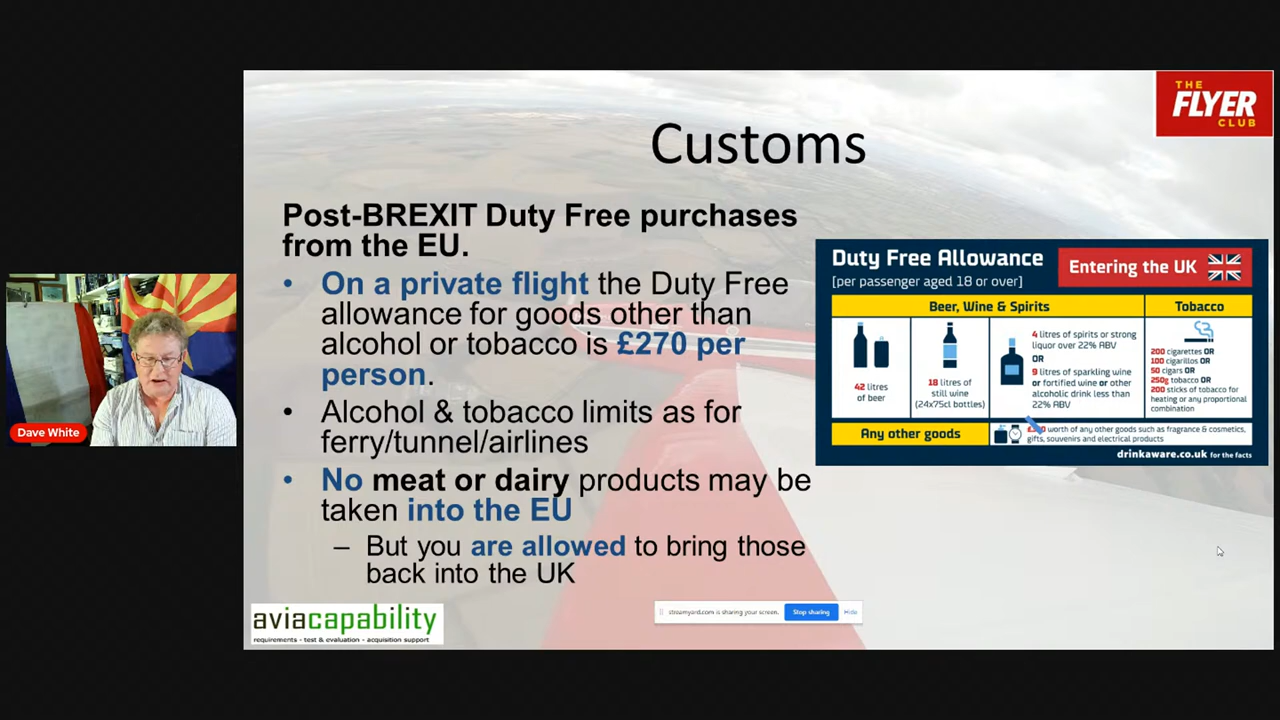 THE
FLYER
CLUB
Customs
Post-BREXIT Duty Free purchases
from the EU.
• On a private flight the Duty Free
allowance for goods other than
alcohol or tobacco is £270 per
person.
• Alcohol & tobacco limits as for
ferry/tunnel/airlines
• No meat or dairy products may be
taken into the EU
– But you are allowed to bring those
back into the UK
Duty Free Allowance
[per passenger aged 18 or over]
Entering the UK
Beer, Wine & Spirits
Tobacco
42 litres
of beer
18 litres of
still wine
(24x75cl bottles)
4 litres of spirits or strong
liquor over 22% ABV
OR
9 litres of sparkling wine
or fortified wine or other
alcoholic drink less than
22% ABV
200 cigarettes OR
100 cigarillos OR
50 cigars OR
250g tobacco OR
200 sticks of tobacco for
heating or any proportional
combination
Any other goods
worth of any other goods such as fragrance & cosmetics,
gifts, souvenirs and electrical products
drinkaware.co.uk for the facts
Dave White
aviacapability
requirements - test & evaluation - acquisition support
streamyard.com is sharing your screen.
Stop sharing
Hide